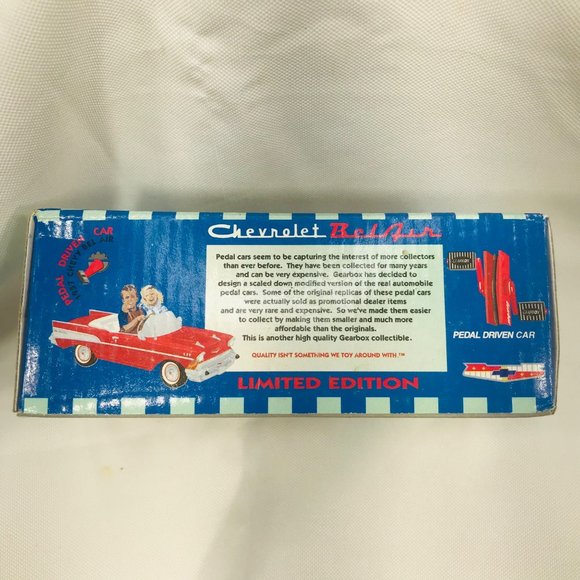 PEDAL DRIVEN CAR
1957 CHEVY BEL AIR
Chevrolet Bel Air
Pedal cars seem to be capturing the interest of more collectors
than ever before. They have been collected for many years
and can be very expensive. Gearbox has decided to
design a scaled down modified version of the real automobile
pedal cars. Some of the original replicas of these pedal cars
were actually sold as promotional dealer items
and are very rare and expensive. So we've made them easier
to collect by making them smaller and much more
affordable than the originals.
This is another high quality Gearbox collectible.
QUALITY ISN'T SOMETHING WE TOY AROUND WITH ™
LIMITED EDITION
PEDAL DRIVEN CAR